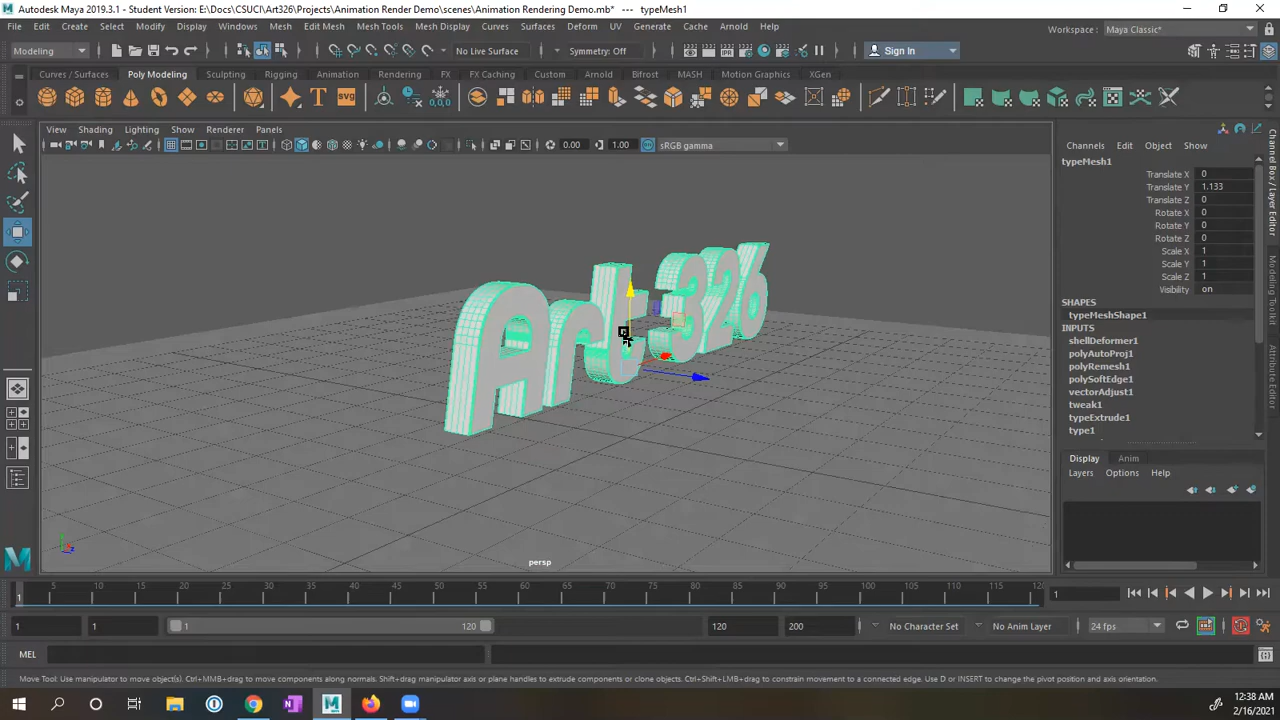 Autodesk Maya 2019.3.1 - Student Version: E:\Docs\CSUCI\Art326\Projects\Animation Render Demo\scenes\Animation Rendering Demo.mb* --- typeMesh1
File Edit Create Select Modify Display Windows Mesh Edit Mesh Mesh Tools Mesh Display Curves Surfaces Deform UV Generate Cache Arnold Help
Workspace: Maya Classic*
Modeling No Live Surface Symmetry: Off Sign In
Curves / Surfaces Poly Modeling Sculpting Rigging Animation Rendering FX FX Caching Custom Arnold Bifrost MASH Motion Graphics XGen
SVG
View Shading Lighting Show Renderer Panels
0.00 1.00 sRGB gamma
Channels Edit Object Show
typeMesh1
Translate X 0
Translate Y 1.133
Translate Z 0
Rotate X 0
Rotate Y 0
Rotate Z 0
Scale X 1
Scale Y 1
Scale Z 1
Visibility on
SHAPES
typeMeshShape1
INPUTS
shellDeformer1
polyAutoProj1
polyRemesh1
polySoftEdge1
vectorAdjust1
tweak1
typeExtrude1
type1
Channel Box / Layer Editor
Modeling Toolkit
Attribute Editor
Art326
persp
Display Anim
Layers Options Help
5 10 15 20 25 30 35 40 45 50 55 60 65 70 75 80 85 90 95 100 105 110 115 120
1 1
1 1 1 120 120 200 No Character Set No Anim Layer 24 fps
MEL
Move Tool: Use manipulator to move object(s). Ctrl+MMB+drag to move components along normals. Shift+drag manipulator axis or plane handles to extrude components or clone objects. Ctrl+Shift+LMB+drag to constrain movement to a connected edge. Use D or INSERT to change the pivot position and axis orientation.
12:38 AM
2/16/2021